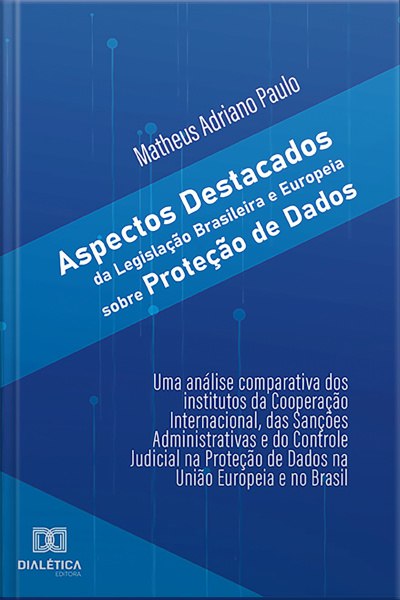 Matheus Adriano Paulo
Aspectos Destacados
da Legislação Brasileira e Europeia
sobre Proteção de Dados
Uma análise comparativa dos
institutos da Cooperação
Internacional, das Sanções
Administrativas e do Controle
Judicial na Proteção de Dados na
União Européia e no Brasil
DIALÉTICA
EDITORA